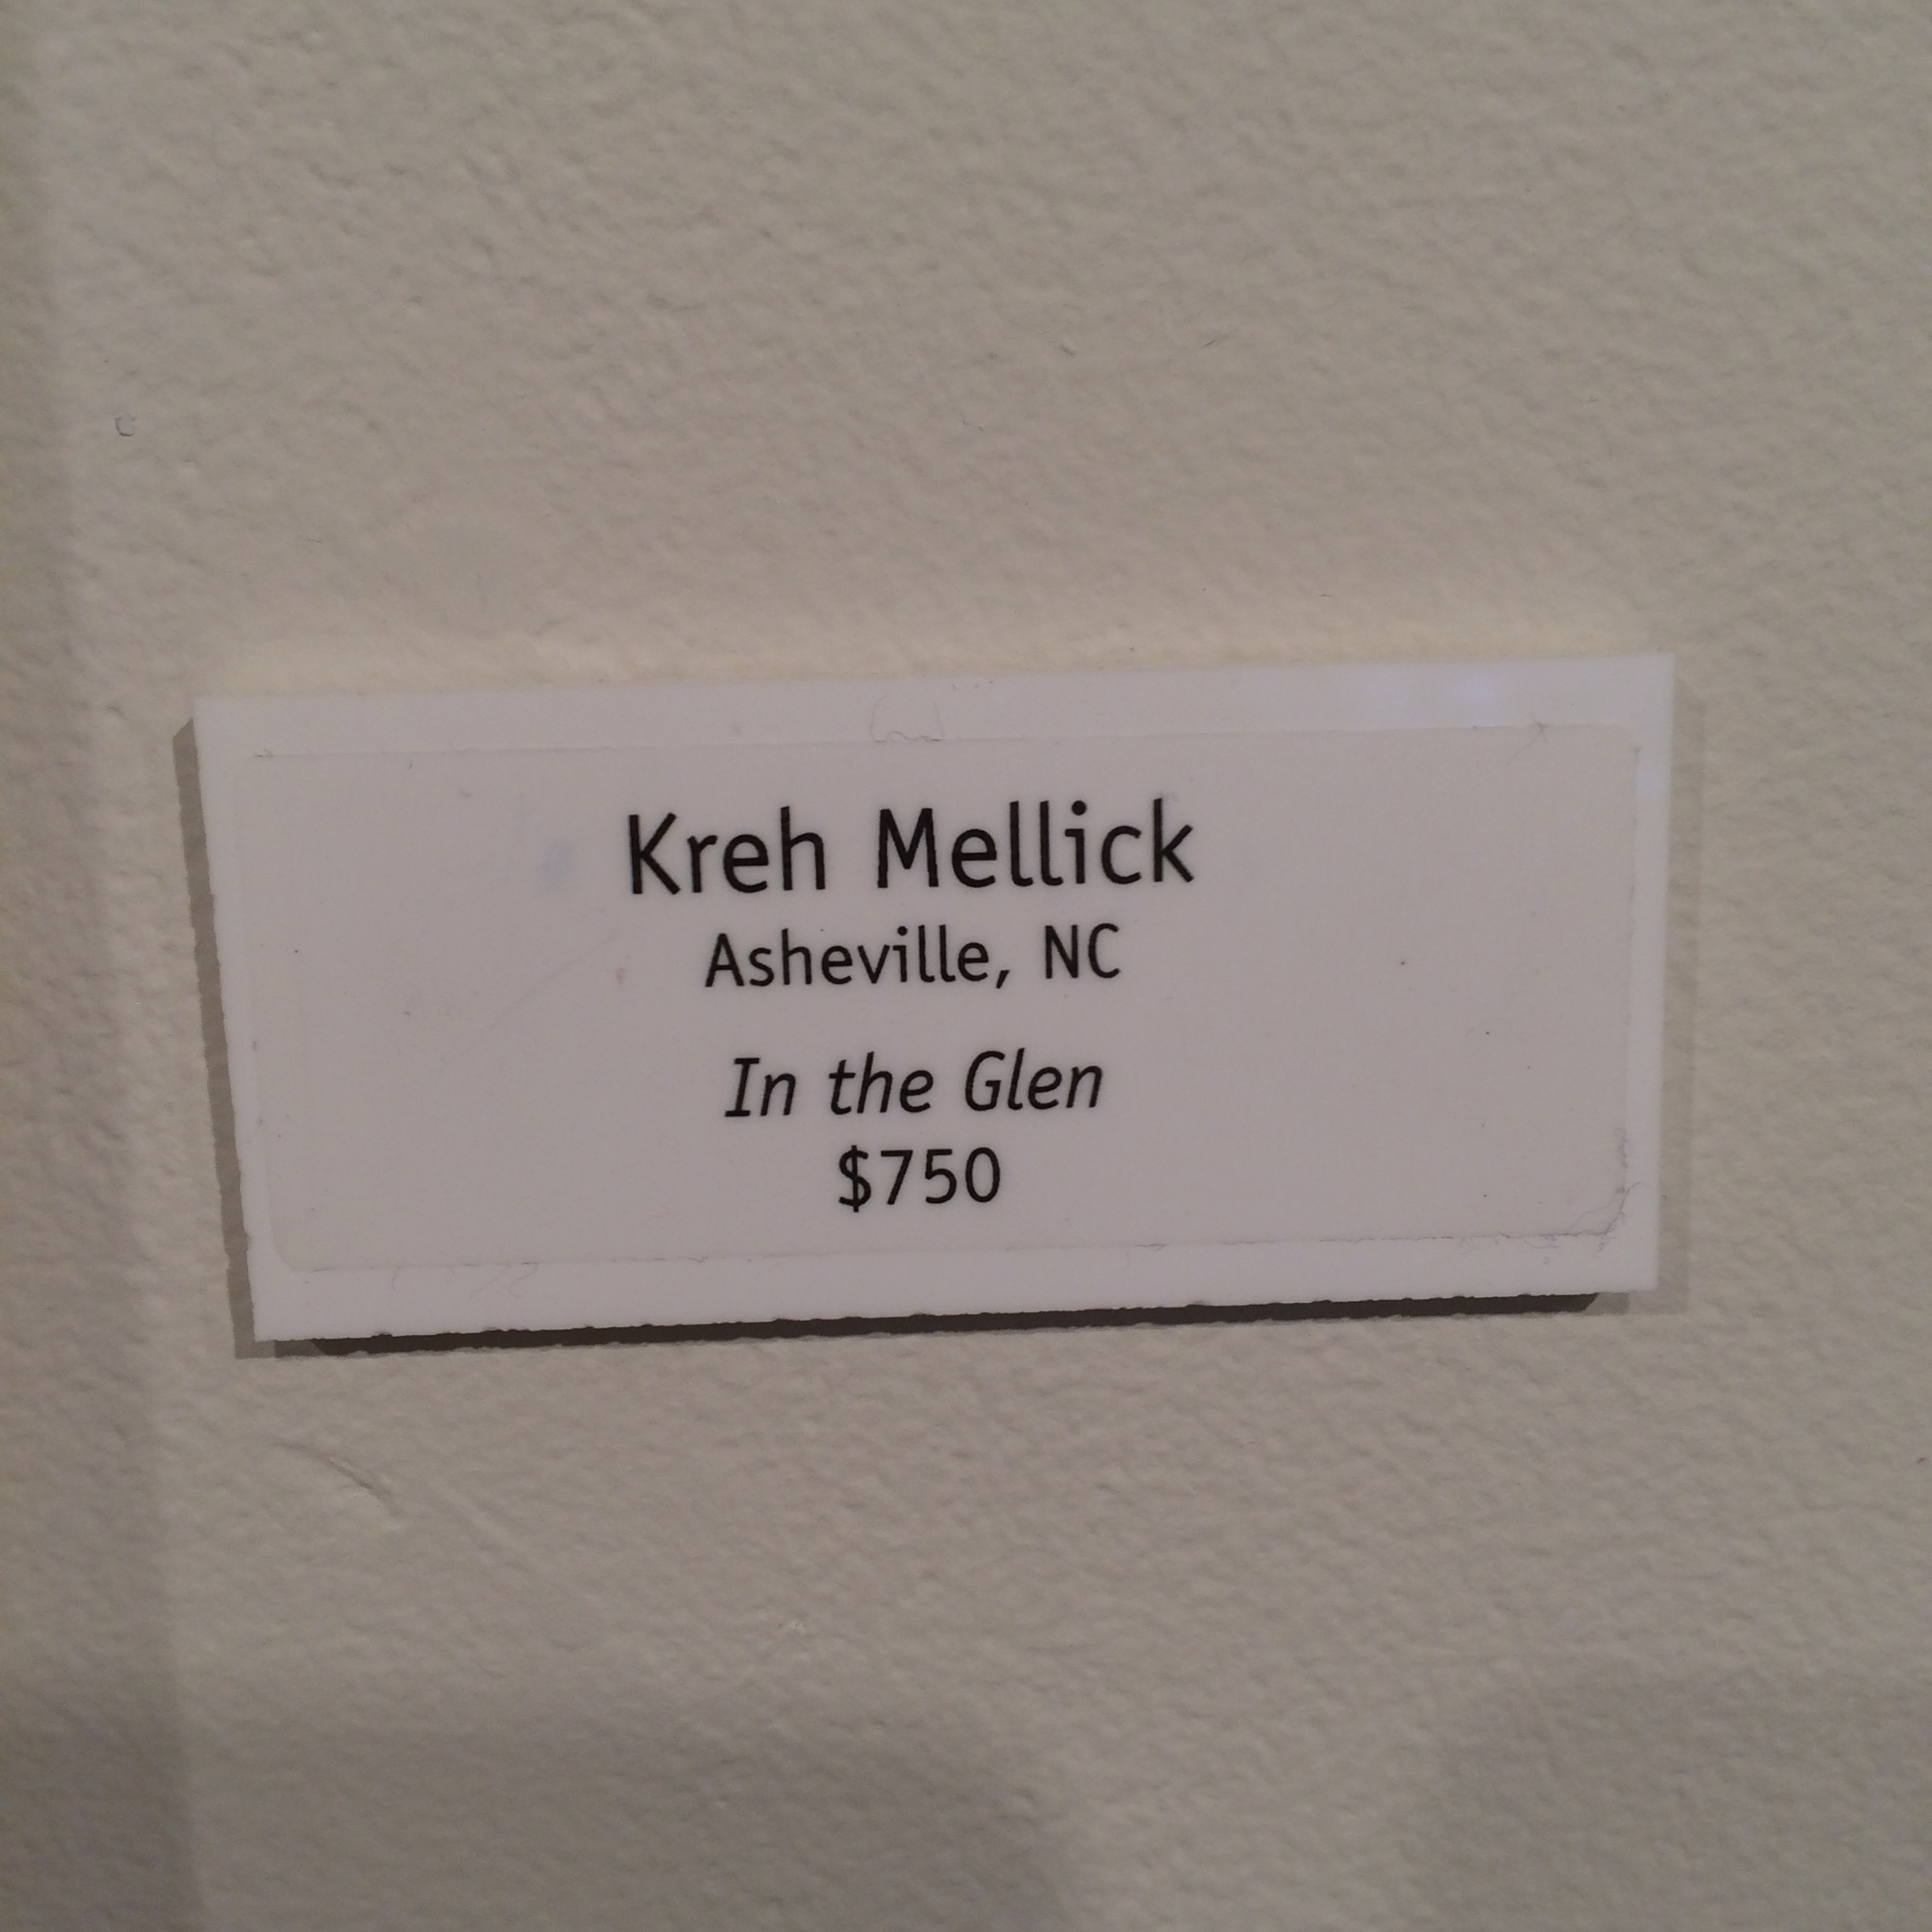 Kreh Mellick
Asheville, NC
In the Glen
$750